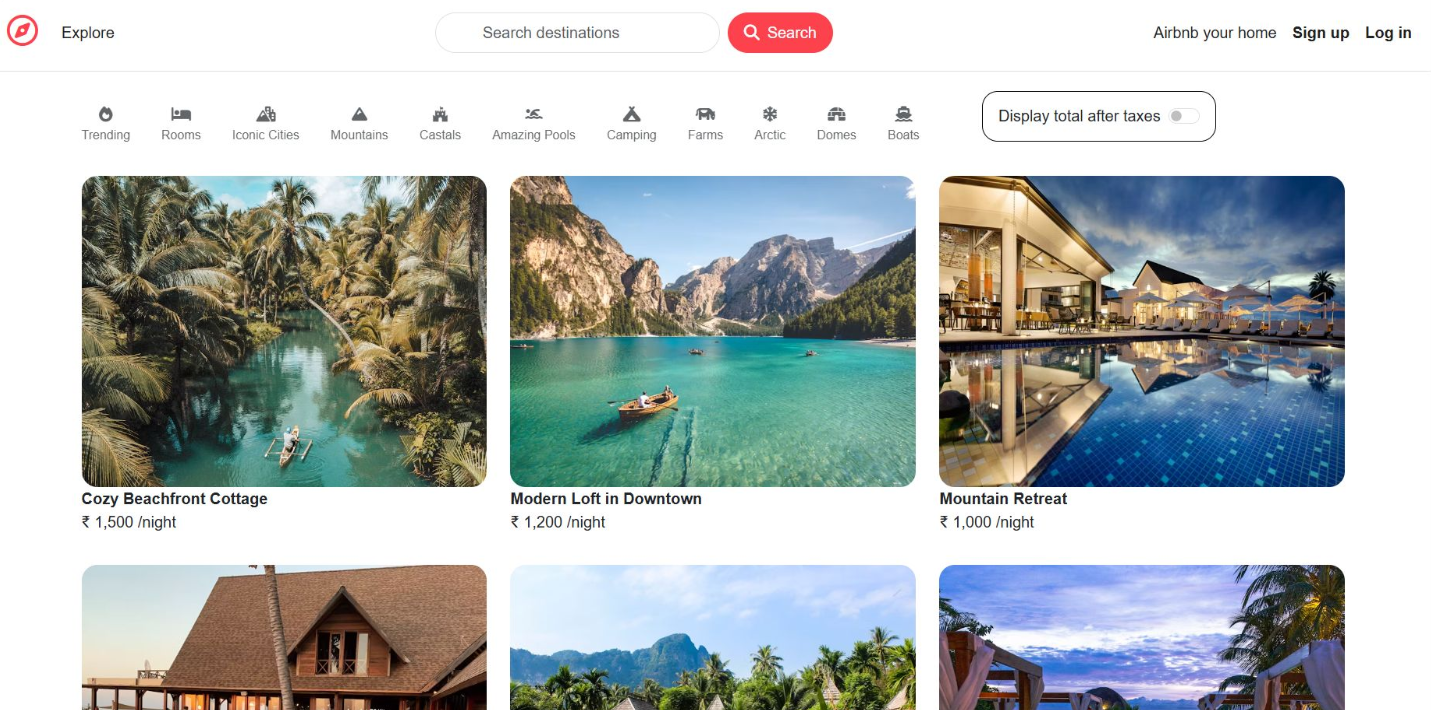 Explore
Search destinations
Search
Airbnb your home
Sign up
Log in
Trending
Rooms
Iconic Cities
Mountains
Castals
Amazing Pools
Camping
Farms
Arctic
Domes
Boats
Display total after taxes
Cozy Beachfront Cottage
₹ 1,500 /night
Modern Loft in Downtown
₹ 1,200 /night
Mountain Retreat
₹ 1,000 /night